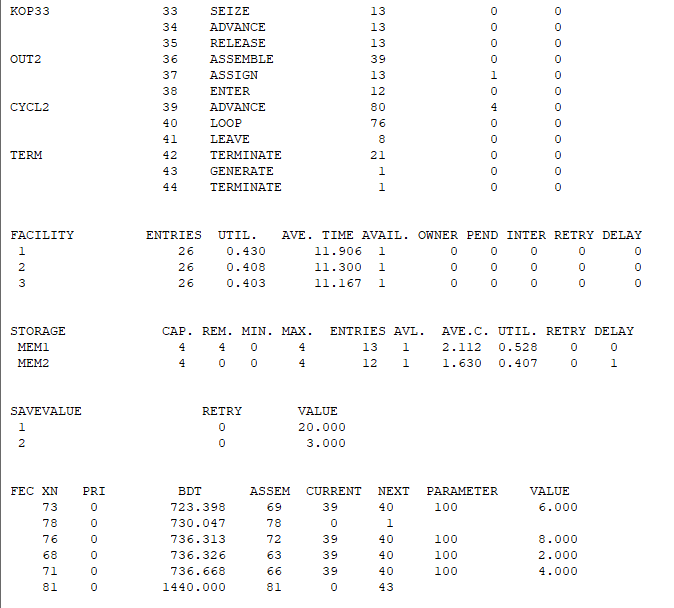 KOP33 33 SEIZE 13 0 0
34 ADVANCE 13 0 0
35 RELEASE 13 0 0
OUT2 36 ASSEMBLE 39 0 0
37 ASSIGN 13 1 0
38 ENTER 12 0 0
CYCL2 39 ADVANCE 80 4 0
40 LOOP 76 0 0
41 LEAVE 8 0 0
TERM 42 TERMINATE 21 0 0
43 GENERATE 1 0 0
44 TERMINATE 1 0 0
FACILITY ENTRIES UTIL. AVE. TIME AVAIL. OWNER PEND INTER RETRY DELAY
1 26 0.430 11.906 1 0 0 0 0 0
2 26 0.408 11.300 1 0 0 0 0 0
3 26 0.403 11.167 1 0 0 0 0 0
STORAGE CAP. REM. MIN. MAX. ENTRIES AVL. AVE.C. UTIL. RETRY DELAY
MEM1 4 4 0 4 13 1 2.112 0.528 0 0
MEM2 4 0 0 4 12 1 1.630 0.407 0 1
SAVEVALUE RETRY VALUE
1 0 20.000
2 0 3.000
FEC XN PRI BDT ASSEM CURRENT NEXT PARAMETER VALUE
73 0 723.398 69 39 40 100 6.000
78 0 730.047 78 0 1
76 0 736.313 72 39 40 100 8.000
68 0 736.326 63 39 40 100 2.000
71 0 736.668 66 39 40 100 4.000
81 0 1440.000 81 0 43